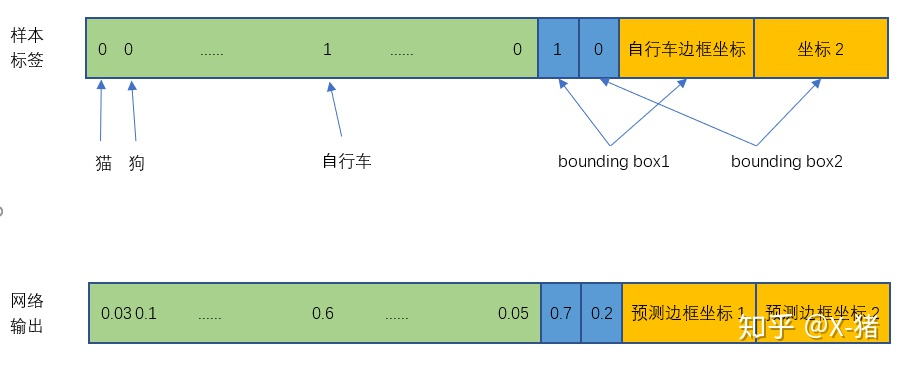 样本
标签
0 0 ...... 1 ...... 0 1 0 自行车边框坐标 坐标 2
猫 狗 自行车 bounding box1 bounding box2
网络
输出
0.03 0.1 ...... 0.6 ...... 0.05 0.7 0.2 预测边框坐标 1 预测边框坐标 2
知乎 @X-猪